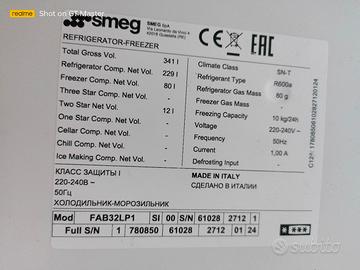 realme Shot on realme
smeg
SMEG SpA
Via Leonardo da Vinci 4
42016 Guastalla (RE)
CE EAC
REFRIGERATOR-FREEZER
Total Gross Vol. 341 l
Refrigerator Comp. Net Vol. 229 l
Freezer Comp. Net Vol. 80 l
Three Star Comp. Net Vol.
Two Star Net Vol. 12 l
One Star Comp. Net Vol.
Cellar Comp. Net Vol.
Chill Comp. Net Vol.
Ice Making Comp. Net Vol.
Climate Class SN-T
Refrigerant Type R600a
Refrigerator Gas Mass 60 g
Freezer Gas Mass
Freezing Capacity 10 kg/24h
Voltage 220-240V ~
Frequency 50Hz
Current 1,00 A
Defrosting Input -
КЛАСС ЗАЩИТЫ I
220-240В ~
50Гц
ХОЛОДИЛЬНИК-МОРОЗИЛЬНИК
MADE IN ITALY
СДЕЛАНО В ИТАЛИИ
Mod FAB32LP1 SI 00 S/N 61028 2712 1
Full S/N 1 780850 61028 2712 01 24
subito